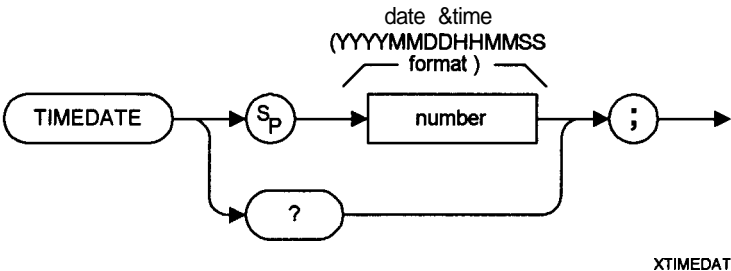 date &time
(YYYYMMDDHHMMSS
format )
TIMEDATE
SP
number
;
?
XTIMEDAT